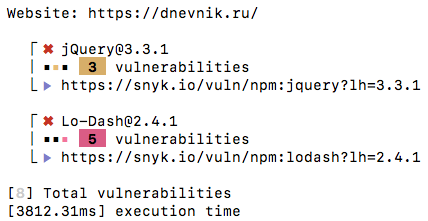 Website: https://dnevnik.ru/
✖ jQuery@3.3.1
3 vulnerabilities
▶ https://snyk.io/vuln/npm:jquery?lh=3.3.1
✖ Lo-Dash@2.4.1
5 vulnerabilities
▶ https://snyk.io/vuln/npm:lodash?lh=2.4.1
[8] Total vulnerabilities
[3812.31ms] execution time